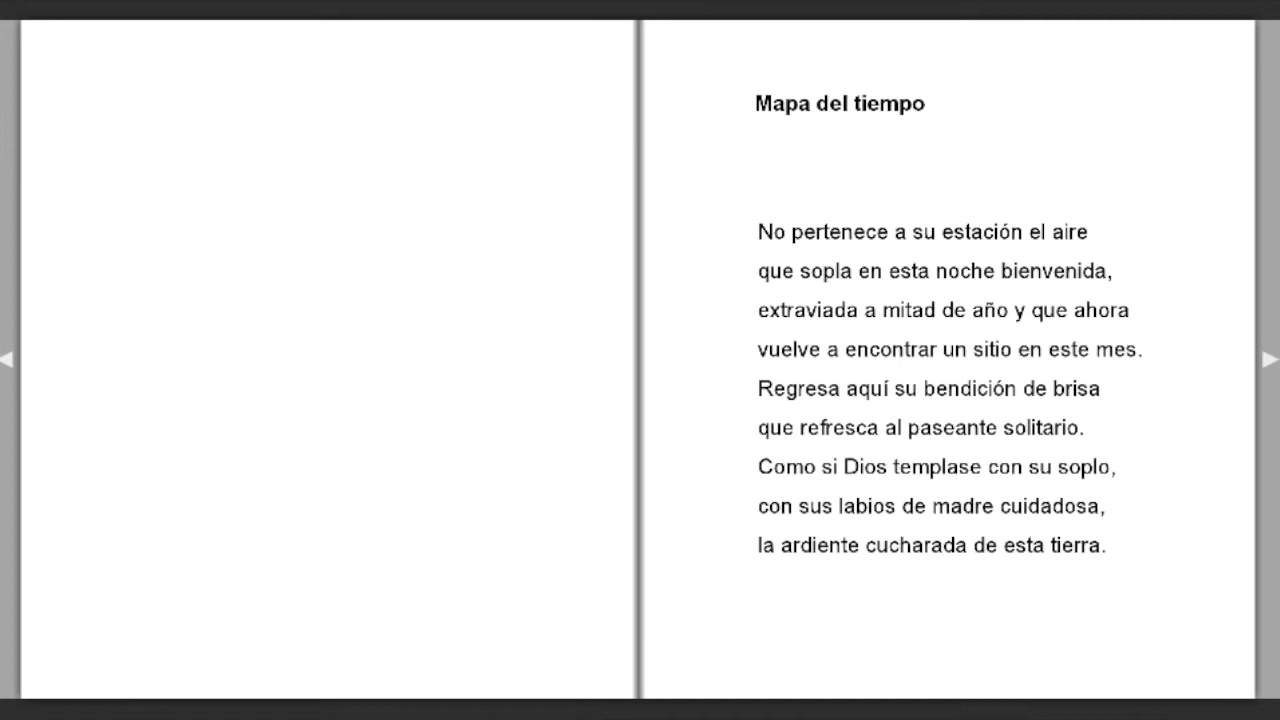 Mapa del tiempo
No pertenece a su estación el aire
que sopla en esta noche bienvenida,
extraviada a mitad de año y que ahora
vuelve a encontrar un sitio en este mes.
Regresa aquí su bendición de brisa
que refresca al paseante solitario.
Como si Dios templase con su soplo,
con sus labios de madre cuidadosa,
la ardiente cucharada de esta tierra.